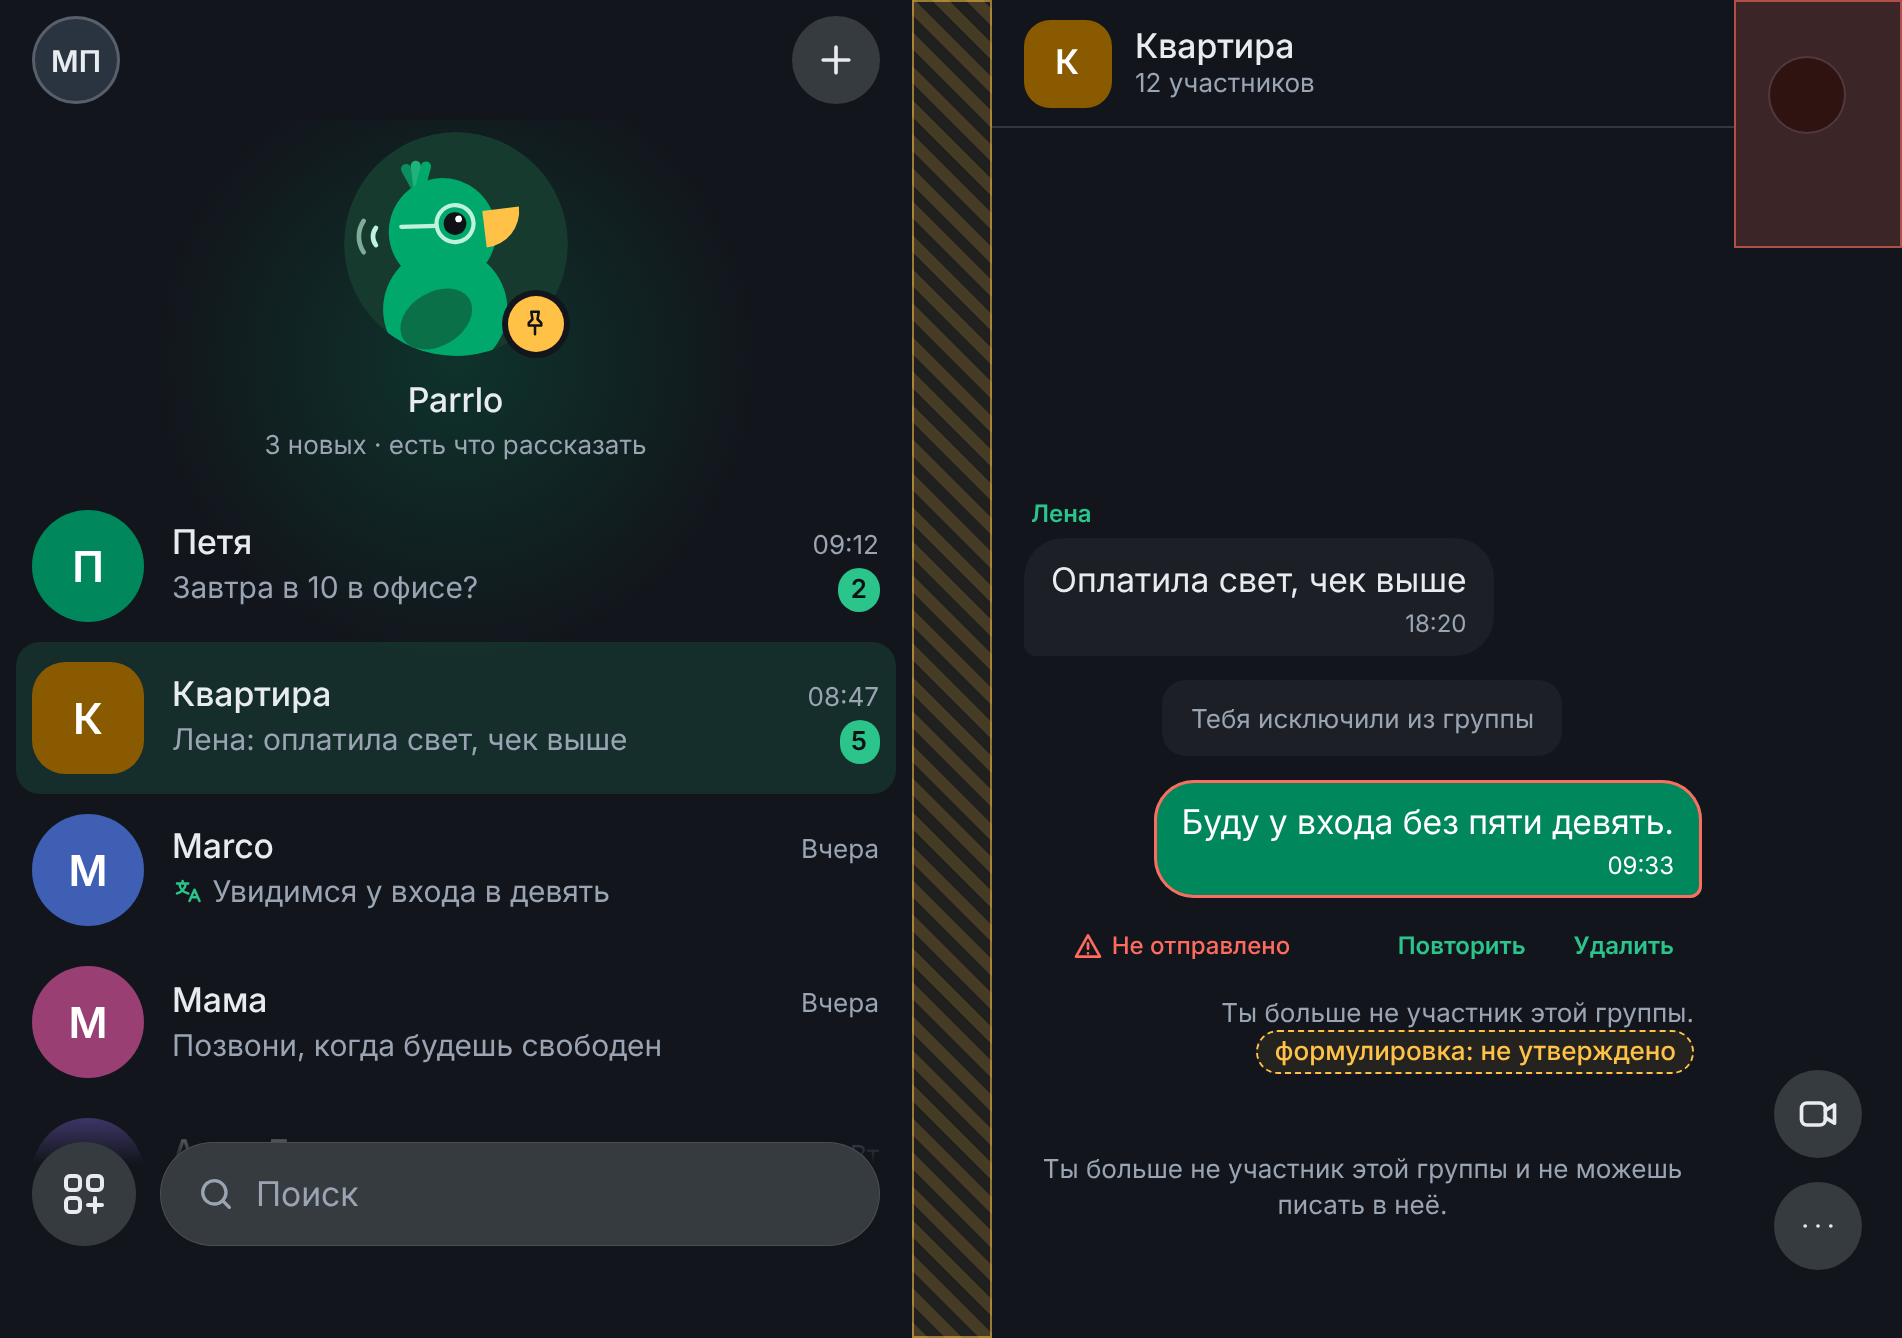 МП
Parrlo
3 новых · есть что рассказать
П
Петя
09:12
Завтра в 10 в офисе?
2
К
Квартира
08:47
Лена: оплатила свет, чек выше
5
М
Marco
Вчера
Увидимся у входа в девять
М
Мама
Вчера
Позвони, когда будешь свободен
Вт
Поиск
К
Квартира
12 участников
Лена
Оплатила свет, чек выше
18:20
Тебя исключили из группы
Буду у входа без пяти девять.
09:33
Не отправлено
Повторить
Удалить
Ты больше не участник этой группы.
формулировка: не утверждено
Ты больше не участник этой группы и не можешь
писать в неё.